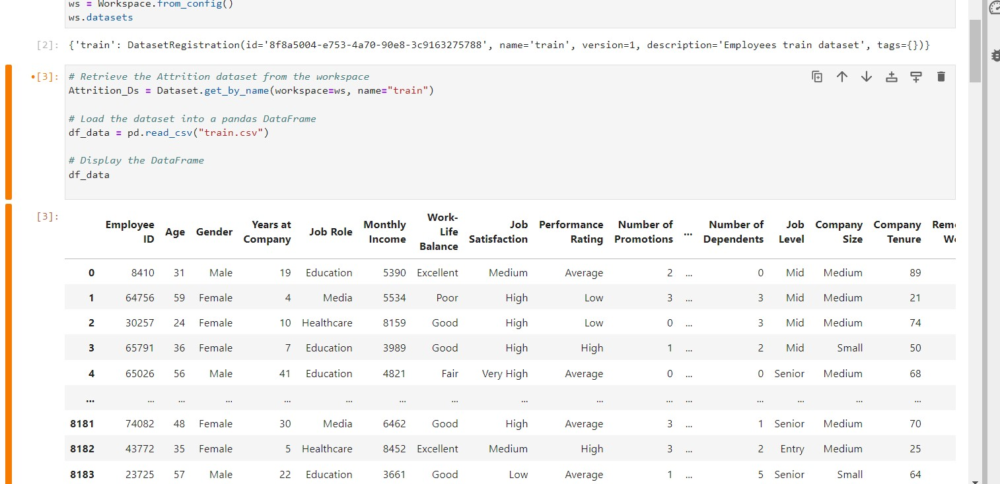 ws = Workspace.from_config()
ws.datasets
[2]: {'train': DatasetRegistration(id='8f8a5004-e753-4a70-90e8-3c9163275788', name='train', version=1, description='Employees train dataset', tags={})}
•[3]: # Retrieve the Attrition dataset from the workspace
Attrition_Ds = Dataset.get_by_name(workspace=ws, name="train")
# Load the dataset into a pandas DataFrame
df_data = pd.read_csv("train.csv")
# Display the DataFrame
df_data
[3]:
Employee ID Age Gender Years at Company Job Role Monthly Income Work-Life Balance Job Satisfaction Performance Rating Number of Promotions ... Number of Dependents Job Level Company Size Company Tenure
0 8410 31 Male 19 Education 5390 Excellent Medium Average 2 ... 0 Mid Medium 89
1 64756 59 Female 4 Media 5534 Poor High Low 3 ... 3 Mid Medium 21
2 30257 24 Female 10 Healthcare 8159 Good High Low 0 ... 3 Mid Medium 74
3 65791 36 Female 7 Education 3989 Good High High 1 ... 2 Mid Small 50
4 65026 56 Male 41 Education 4821 Fair Very High Average 0 ... 0 Senior Medium 68
... ... ... ... ... ... ... ... ... ... ... ... ... ... ... ...
8181 74082 48 Female 30 Media 6462 Good High Average 3 ... 1 Senior Medium 70
8182 43772 35 Female 5 Healthcare 8452 Excellent Medium High 3 ... 2 Entry Medium 25
8183 23725 57 Male 22 Education 3661 Good Low Average 1 ... 5 Senior Small 64